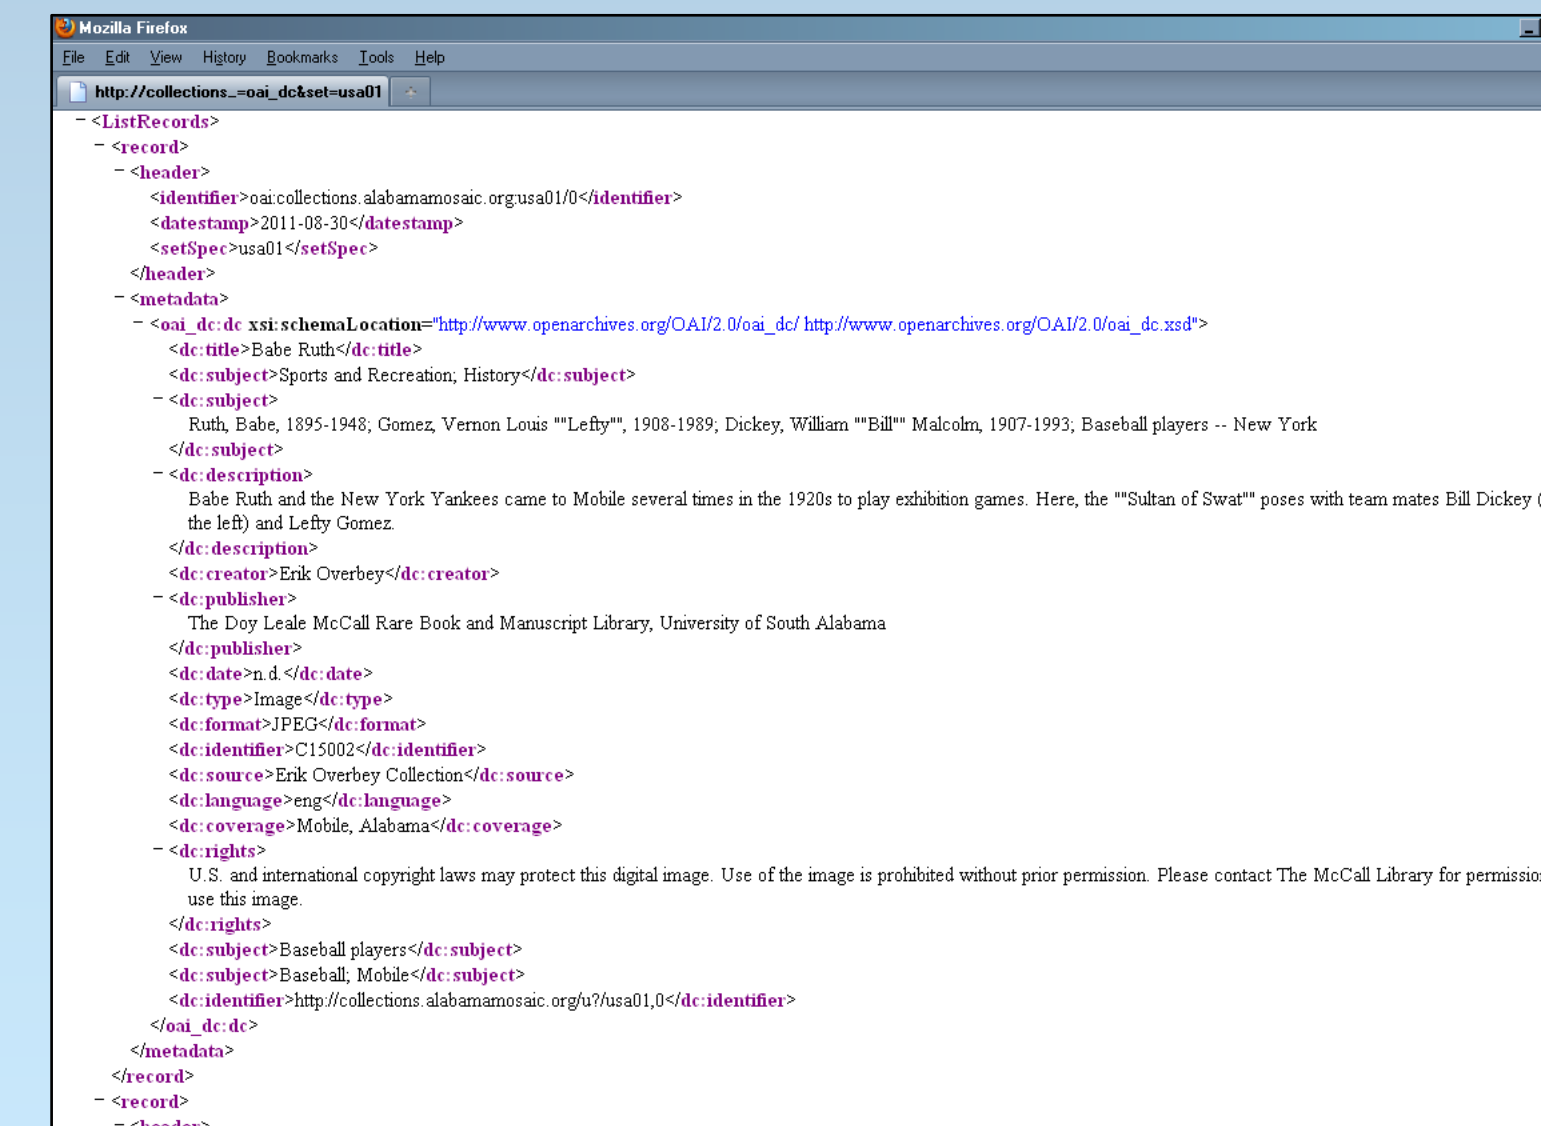 Mozilla Firefox
File Edit View History Bookmarks Tools Help
http://collections_=oai_dc&set=usa01
− <ListRecords>
− <record>
− <header>
<identifier>oai:collections.alabamamosaic.org:usa01/0</identifier>
<datestamp>2011-08-30</datestamp>
<setSpec>usa01</setSpec>
</header>
− <metadata>
− <oai_dc:dc xsi:schemaLocation="http://www.openarchives.org/OAI/2.0/oai_dc/ http://www.openarchives.org/OAI/2.0/oai_dc.xsd">
<dc:title>Babe Ruth</dc:title>
<dc:subject>Sports and Recreation; History</dc:subject>
− <dc:subject>
Ruth, Babe, 1895-1948; Gomez, Vernon Louis ""Lefty"", 1908-1989; Dickey, William ""Bill"" Malcolm, 1907-1993; Baseball players -- New York
</dc:subject>
− <dc:description>
Babe Ruth and the New York Yankees came to Mobile several times in the 1920s to play exhibition games. Here, the ""Sultan of Swat"" poses with team mates Bill Dickey (
the left) and Lefty Gomez.
</dc:description>
<dc:creator>Erik Overbey</dc:creator>
− <dc:publisher>
The Doy Leale McCall Rare Book and Manuscript Library, University of South Alabama
</dc:publisher>
<dc:date>n.d.</dc:date>
<dc:type>Image</dc:type>
<dc:format>JPEG</dc:format>
<dc:identifier>C15002</dc:identifier>
<dc:source>Erik Overbey Collection</dc:source>
<dc:language>eng</dc:language>
<dc:coverage>Mobile, Alabama</dc:coverage>
− <dc:rights>
U.S. and international copyright laws may protect this digital image. Use of the image is prohibited without prior permission. Please contact The McCall Library for permissio
use this image.
</dc:rights>
<dc:subject>Baseball players</dc:subject>
<dc:subject>Baseball; Mobile</dc:subject>
<dc:identifier>http://collections.alabamamosaic.org/u?/usa01,0</dc:identifier>
</oai_dc:dc>
</metadata>
</record>
− <record>
− <header>